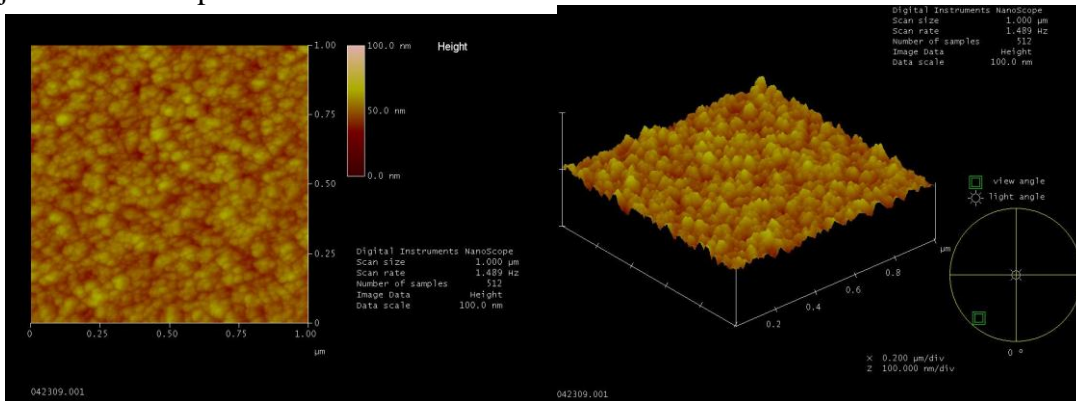 Digital Instruments NanoScope
Scan size 1.000 µm
Scan rate 1.489 Hz
Number of samples 512
Image Data Height
Data scale 100.0 nm
1.00
100.0 nm
Height
0.75
50.0 nm
0.50
0.0 nm
0.25
Digital Instruments NanoScope
Scan size 1.000 µm
Scan rate 1.489 Hz
Number of samples 512
Image Data Height
Data scale 100.0 nm
0
0 0.25 0.50 0.75 1.00
µm
042309.001
view angle
light angle
µm
0.8
0.6
0.4
0.2
X 0.200 µm/div
Z 100.000 nm/div
0 º
042309.001